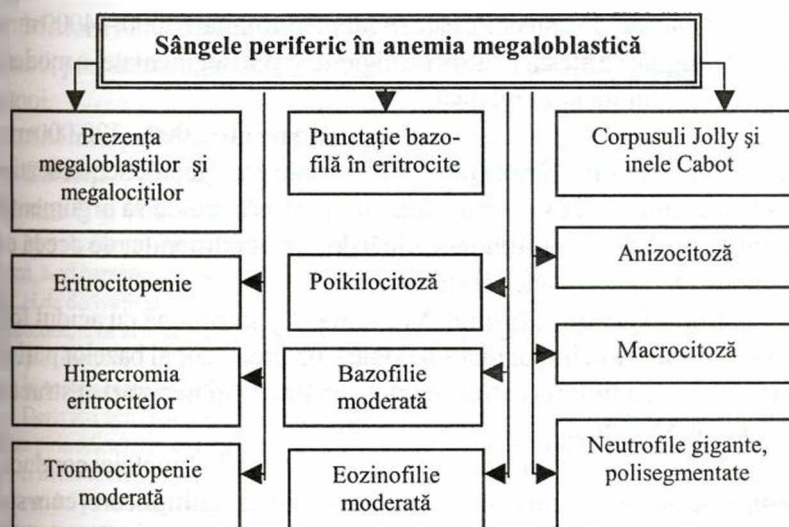 Sângele periferic în anemia megaloblastică
Prezența
megaloblaștilor și
megalociților
Punctație bazo-
filă în eritrocite
Corpusuli Jolly și
inele Cabot
Eritrocitopenie
Poikilocitoză
Anizocitoză
Hipercromia
eritrocitelor
Bazofilie
moderată
Macrocitoză
Trombocitopenie
moderată
Eozinofilie
moderată
Neutrofile gigante,
polisegmentate